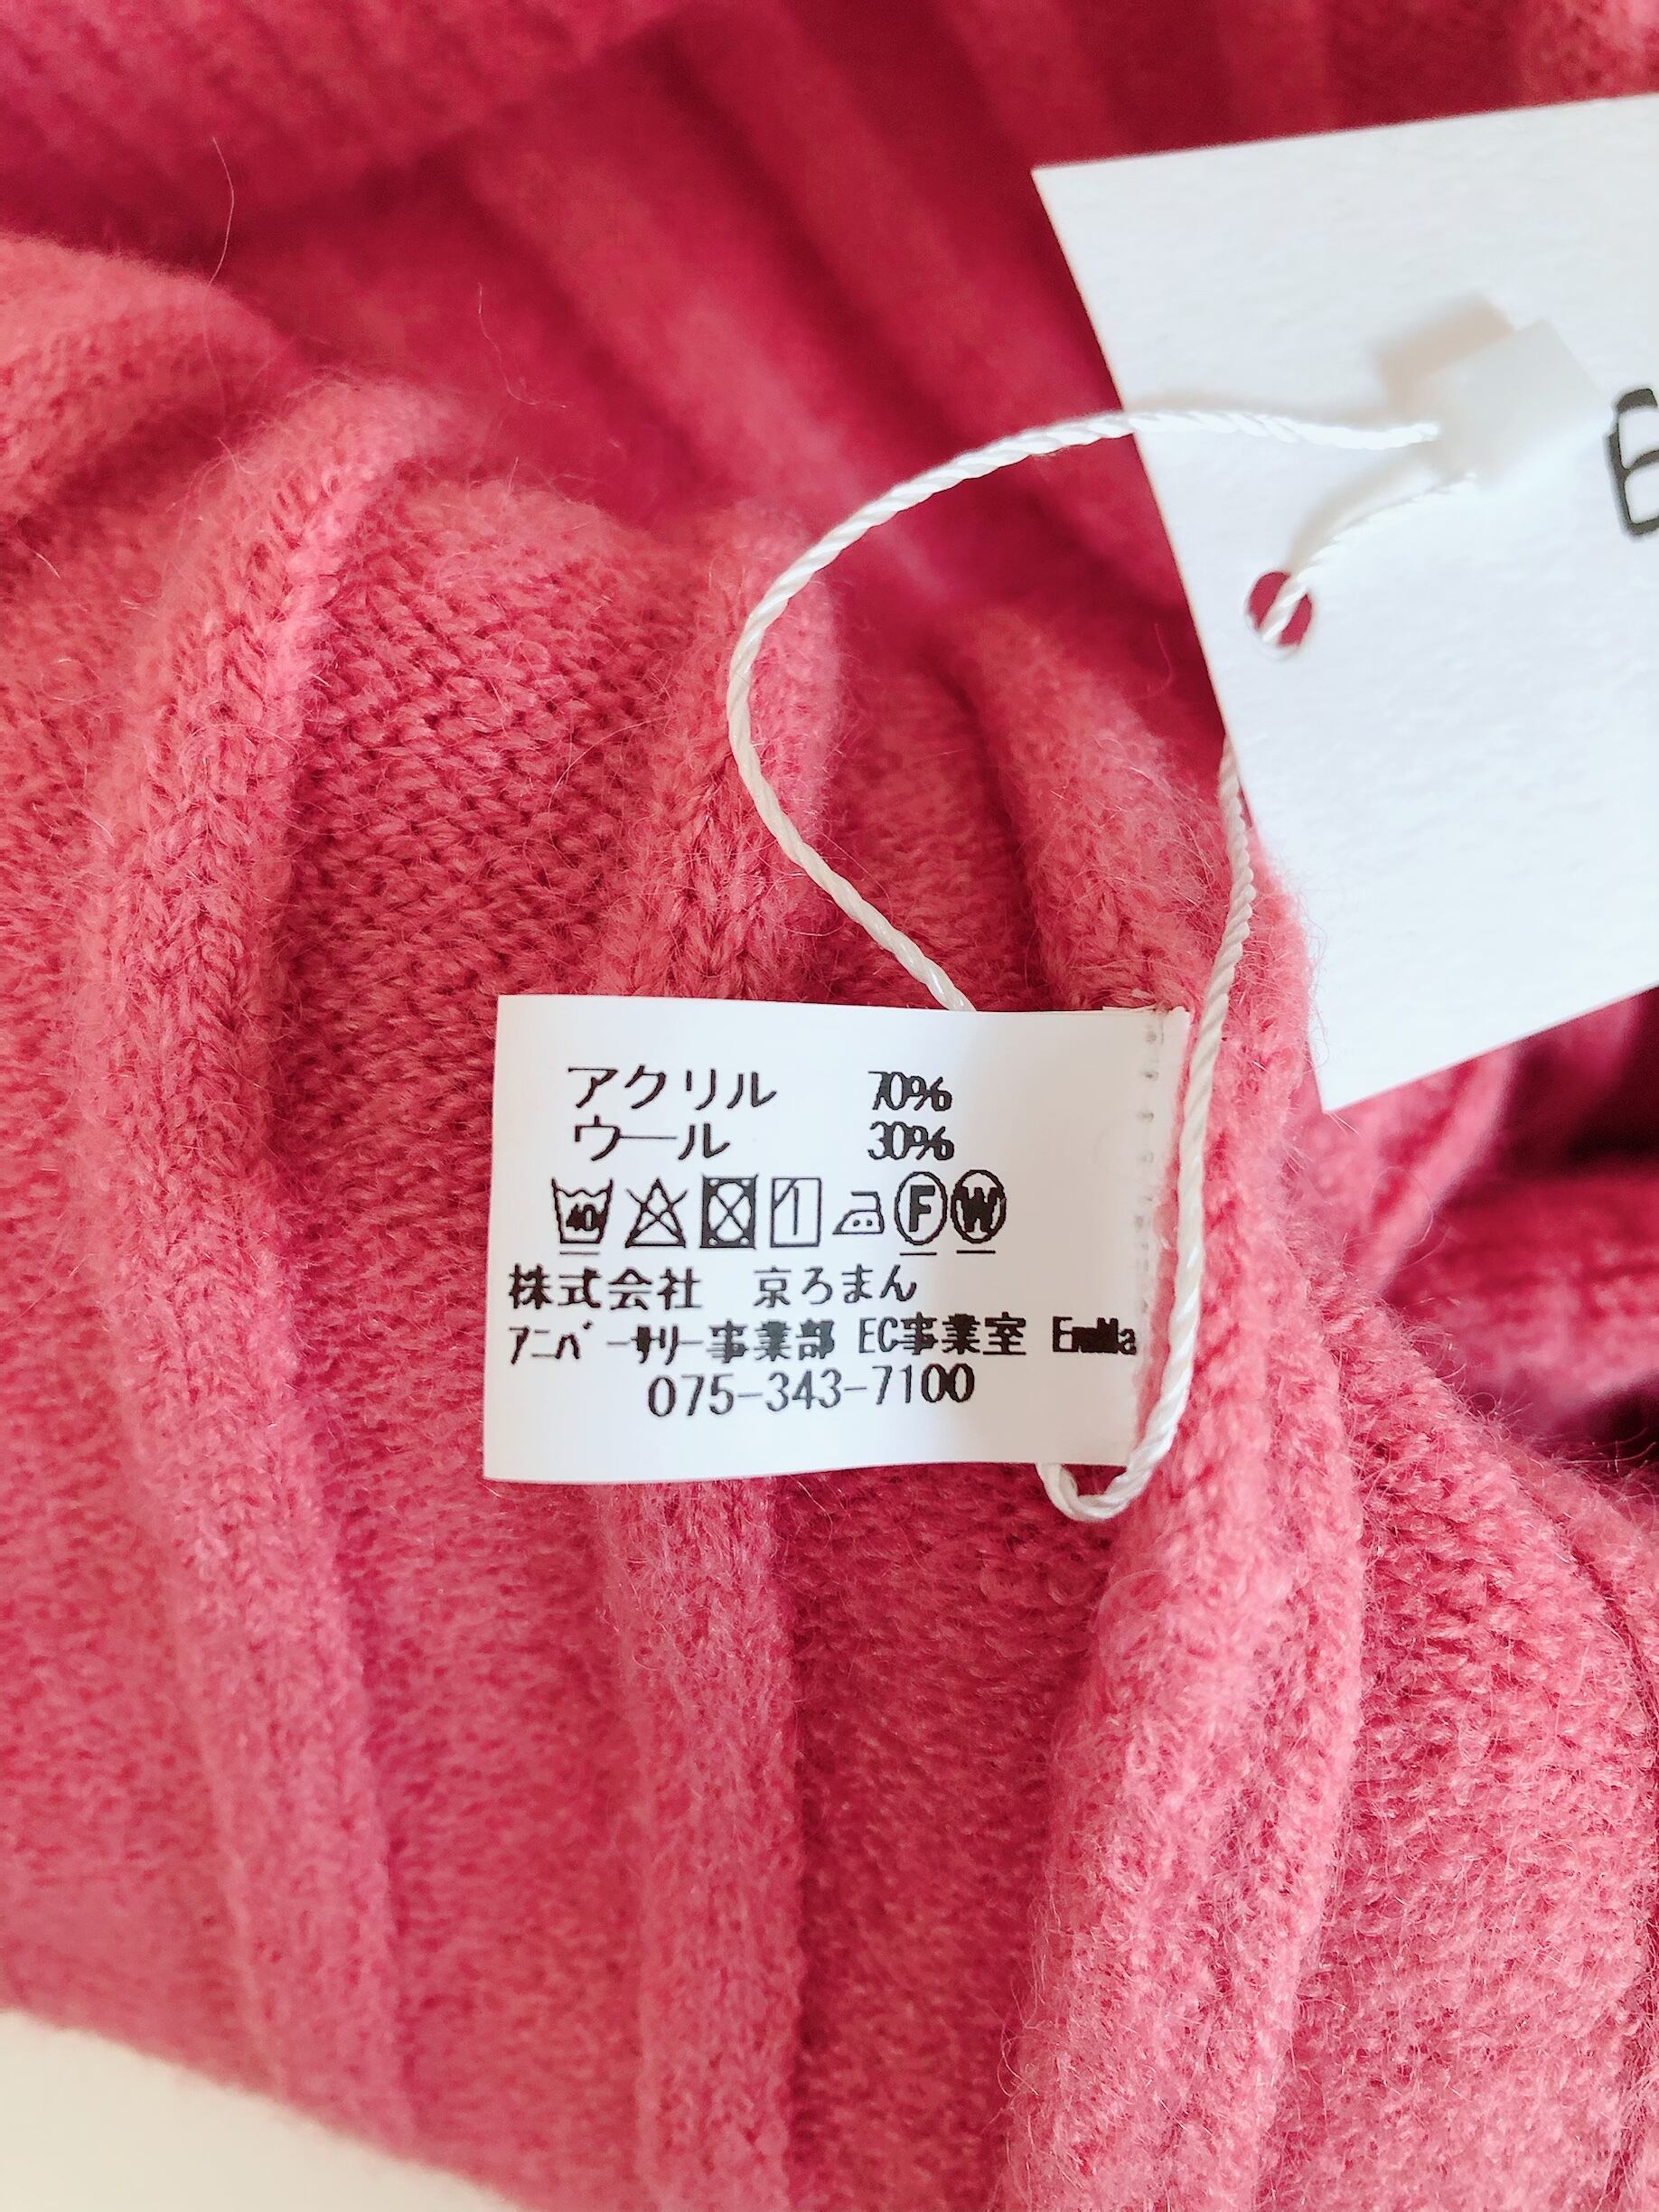 アクリル 70%
ウール 30%
40
F W
株式会社 京ろまん
アニバーサリー事業部 EC事業室 EmMa
075-343-7100